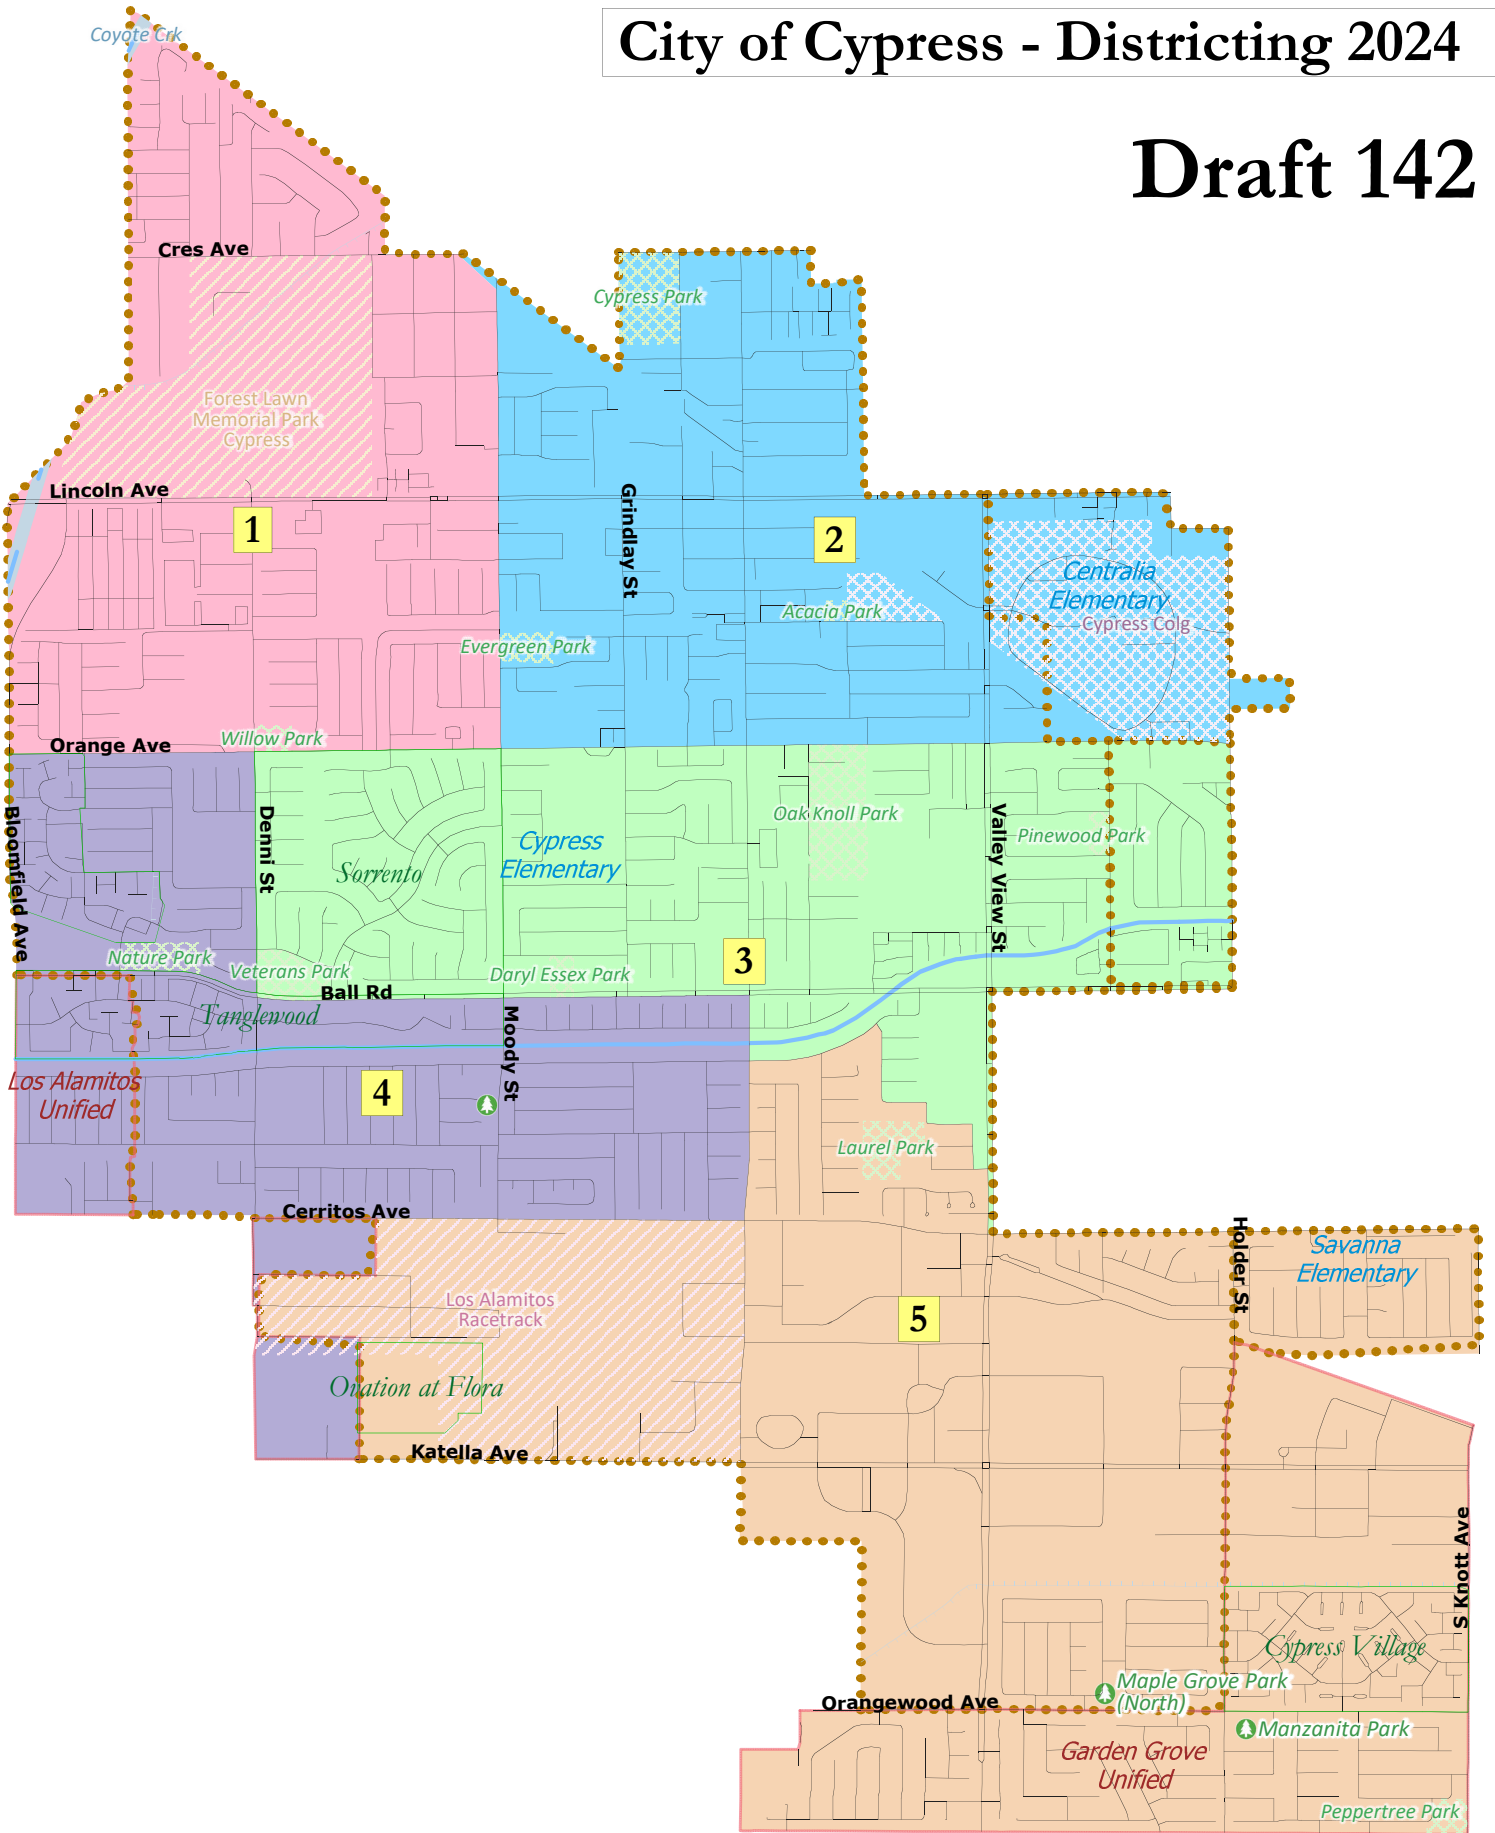 City of Cypress - Districting 2024
Coyote Crk
Draft 142
Cres Ave
Cypress Park
Forest Lawn
Memorial Park
Cypress
Lincoln Ave
Grindlay St
1
2
Centralia
Elementary
Acacia Park
Cypress Colg
Evergreen Park
Willow Park
Orange Ave
Bloomfield Ave
Denni St
Valley View St
Oak Knoll Park
Pinewood Park
Cypress
Elementary
Sorrento
Nature Park
Veterans Park
Daryl Essex Park
3
Ball Rd
Tanglewood
Moody St
Los Alamitos
Unified
4
Laurel Park
Cerritos Ave
Holder St
Savanna
Elementary
Los Alamitos
Racetrack
5
Ovation at Flora
Katella Ave
S Knott Ave
Cypress Village
Maple Grove Park
(North)
Orangewood Ave
Manzanita Park
Garden Grove
Unified
Peppertree Park